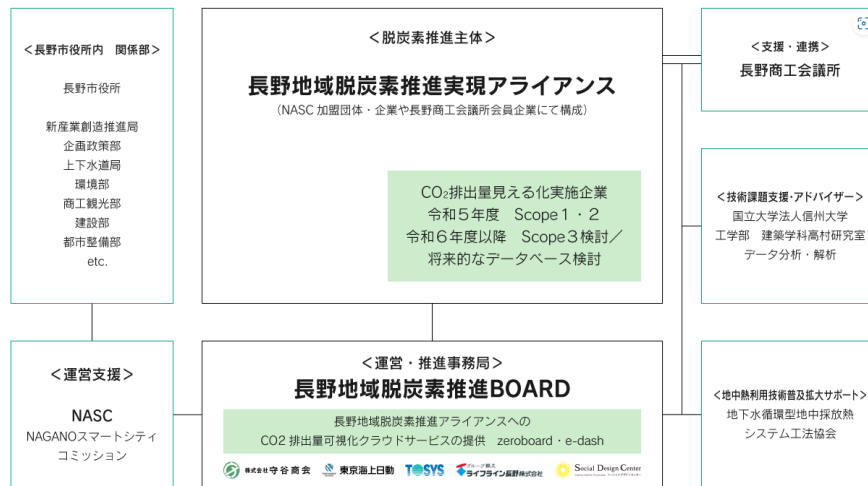 <長野市役所内 関係部>
長野市役所
新産業創造推進局
企画政策部
上下水道局
環境部
商工観光部
建設部
都市整備部
etc.
<脱炭素推進主体>
長野地域脱炭素推進実現アライアンス
(NASC 加盟団体・企業や長野商工会議所会員企業にて構成)
CO₂排出量見える化実施企業
令和5年度 Scope1・2
令和6年度以降 Scope3検討/
将来的なデータベース検討
<支援・連携>
長野商工会議所
<技術課題支援・アドバイザー>
国立大学法人信州大学
工学部 建築学科高村研究室
データ分析・解析
<運営支援>
NASC
NAGANOスマートシティ
コミッション
<運営・推進事務局>
長野地域脱炭素推進BOARD
長野地域脱炭素推進アライアンスへの
CO2 排出量可視化クラウドサービスの提供 zeroboard・e-dash
株式会社守谷商会
東京海上日動
TOSYS
ライフライン長野株式会社
Social Design Center
<地中熱利用技術普及拡大サポート>
地下水循環型地中採放熱
システム工法協会